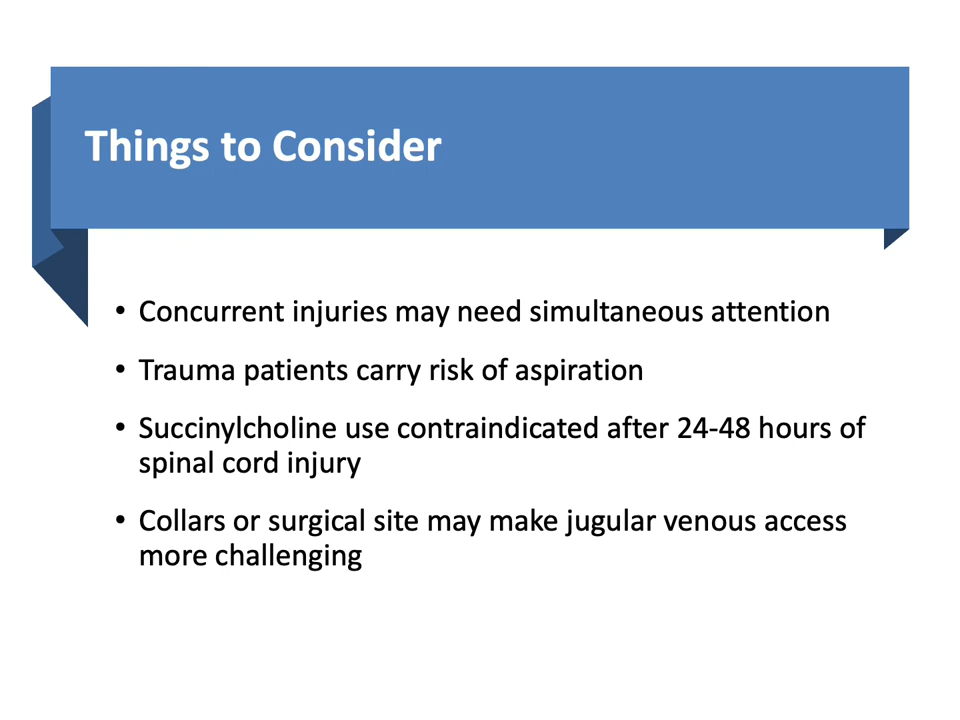 Things to Consider
• Concurrent injuries may need simultaneous attention
• Trauma patients carry risk of aspiration
• Succinylcholine use contraindicated after 24-48 hours of
spinal cord injury
• Collars or surgical site may make jugular venous access
more challenging